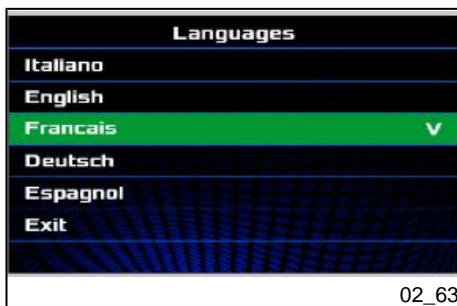 Languages
Italiano
English
Francais V
Deutsch
Espagnol
Exit
02_63